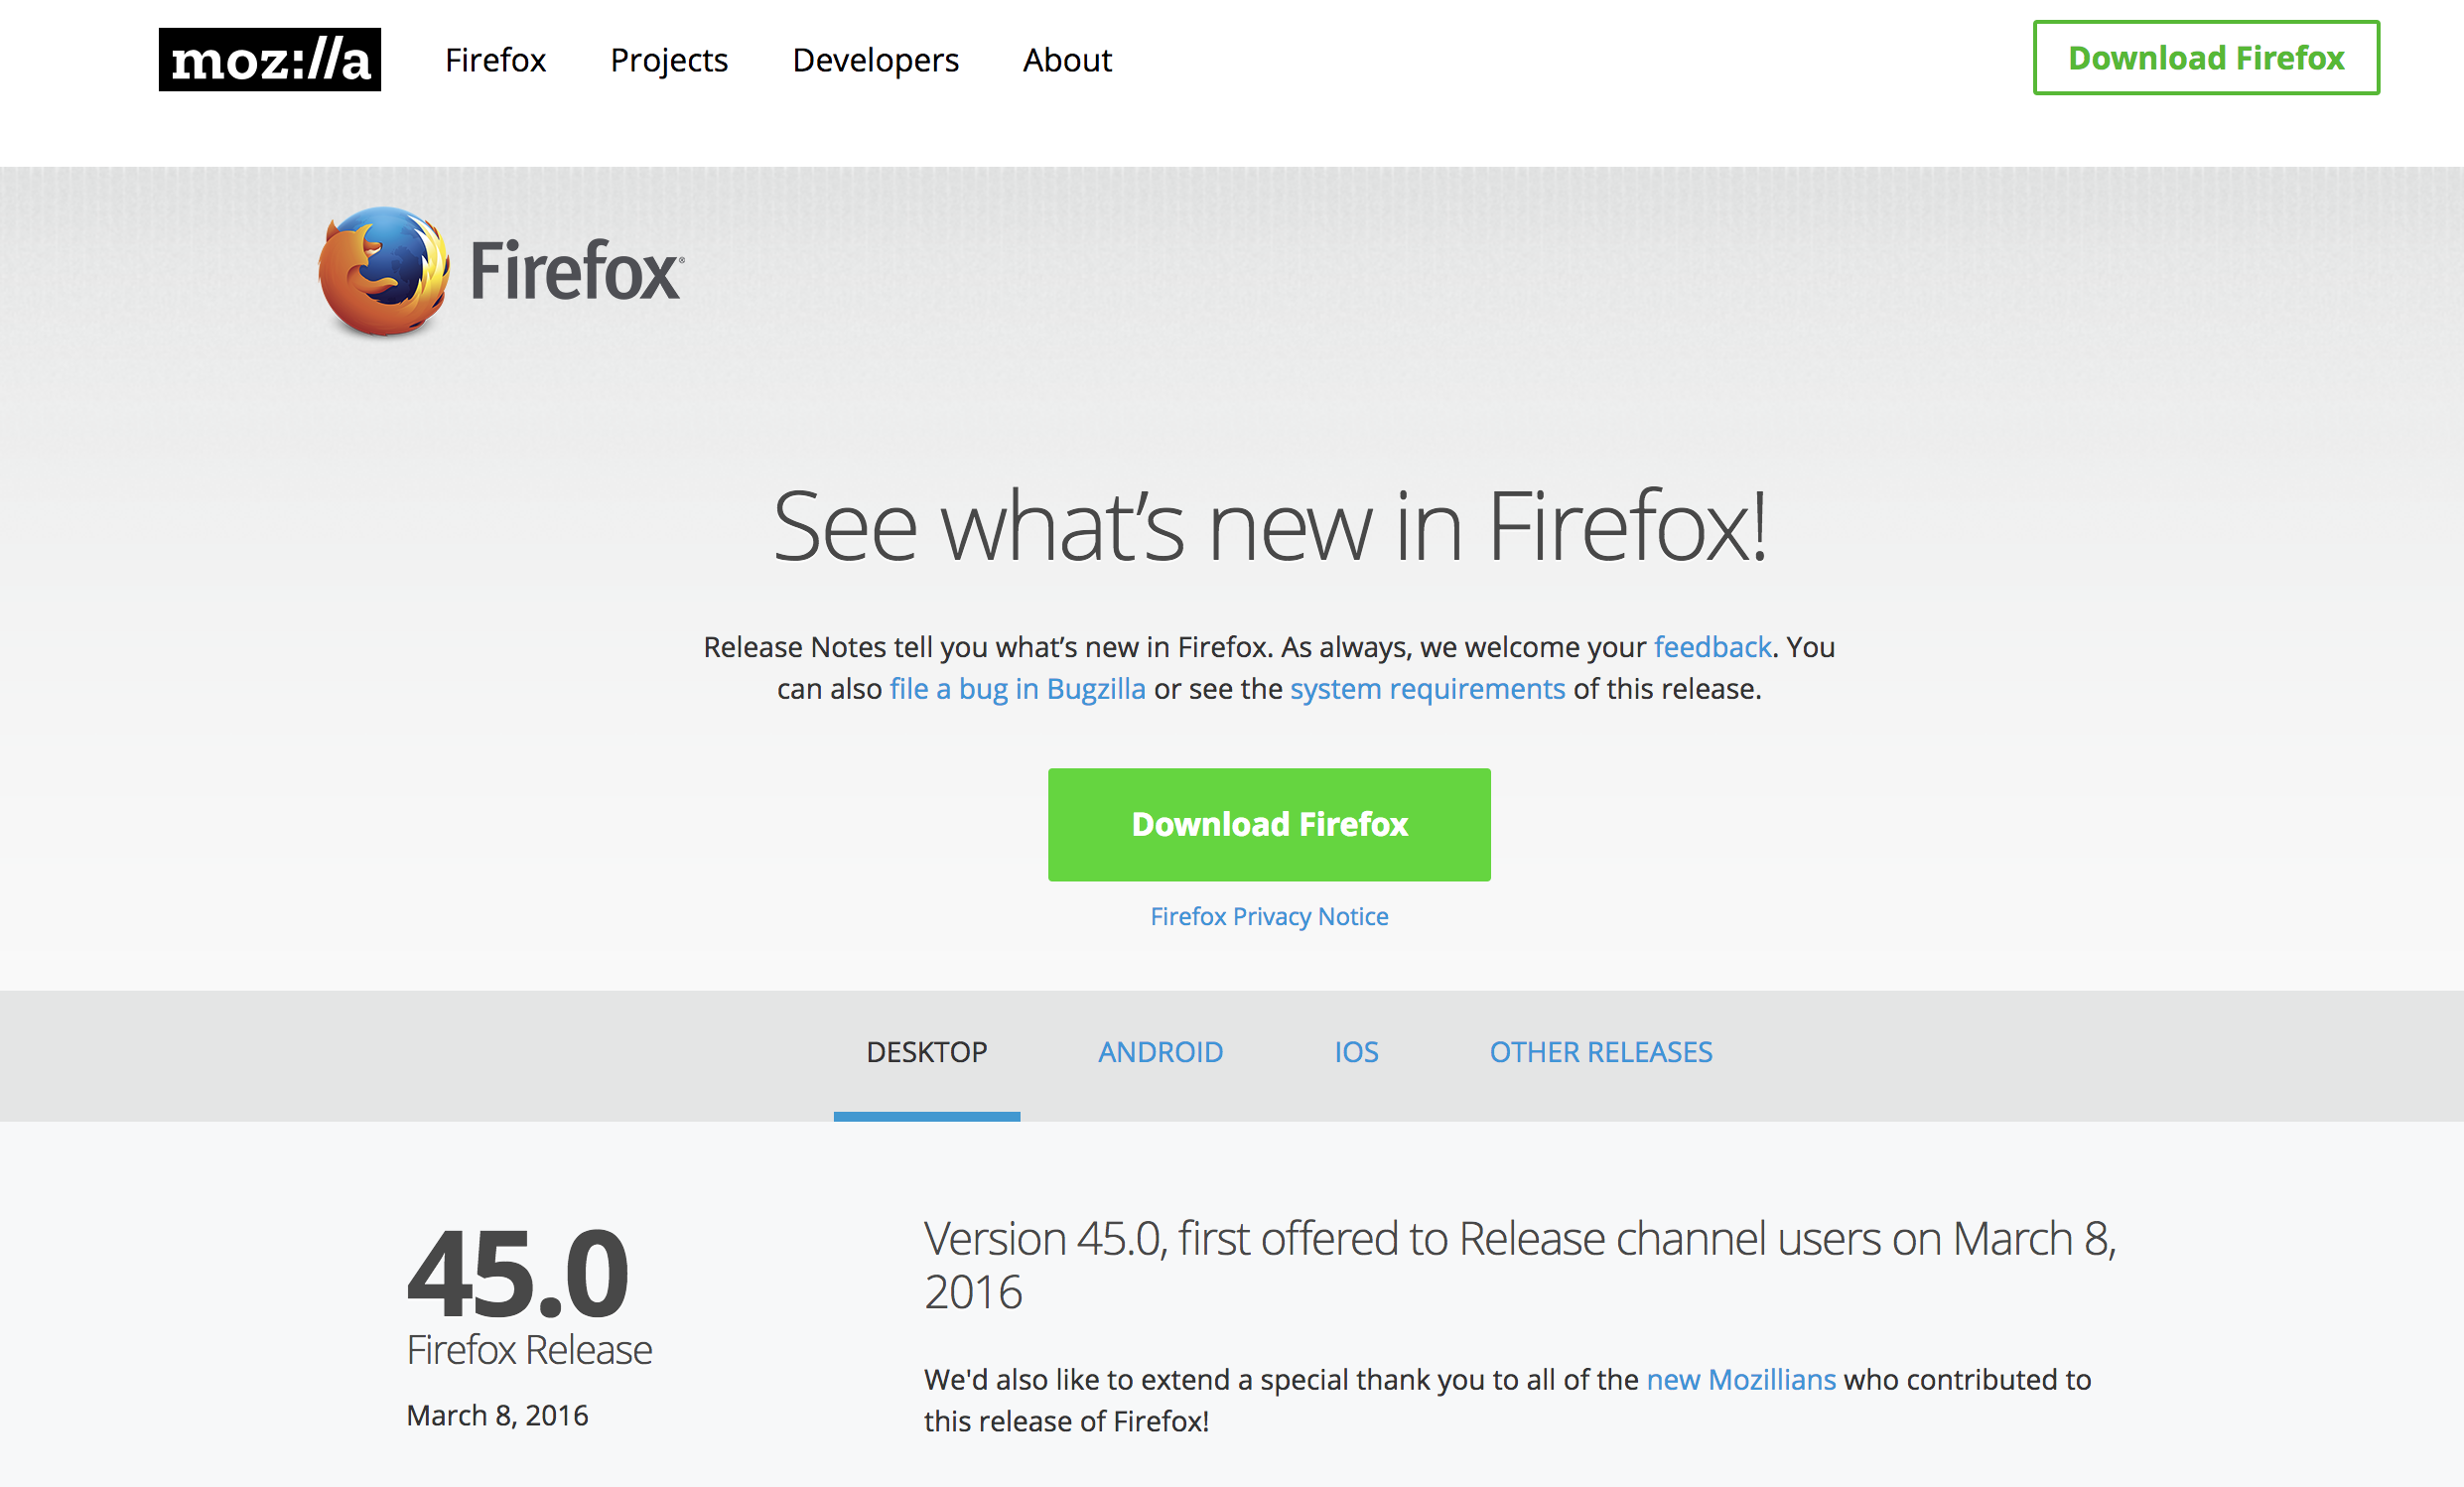 moz://a
Firefox
Projects
Developers
About
Download Firefox
Firefox®
See what’s new in Firefox!
Release Notes tell you what’s new in Firefox. As always, we welcome your feedback. You
can also file a bug in Bugzilla or see the system requirements of this release.
Download Firefox
Firefox Privacy Notice
DESKTOP
ANDROID
IOS
OTHER RELEASES
45.0
Firefox Release
March 8, 2016
Version 45.0, first offered to Release channel users on March 8,
2016
We'd also like to extend a special thank you to all of the new Mozillians who contributed to
this release of Firefox!